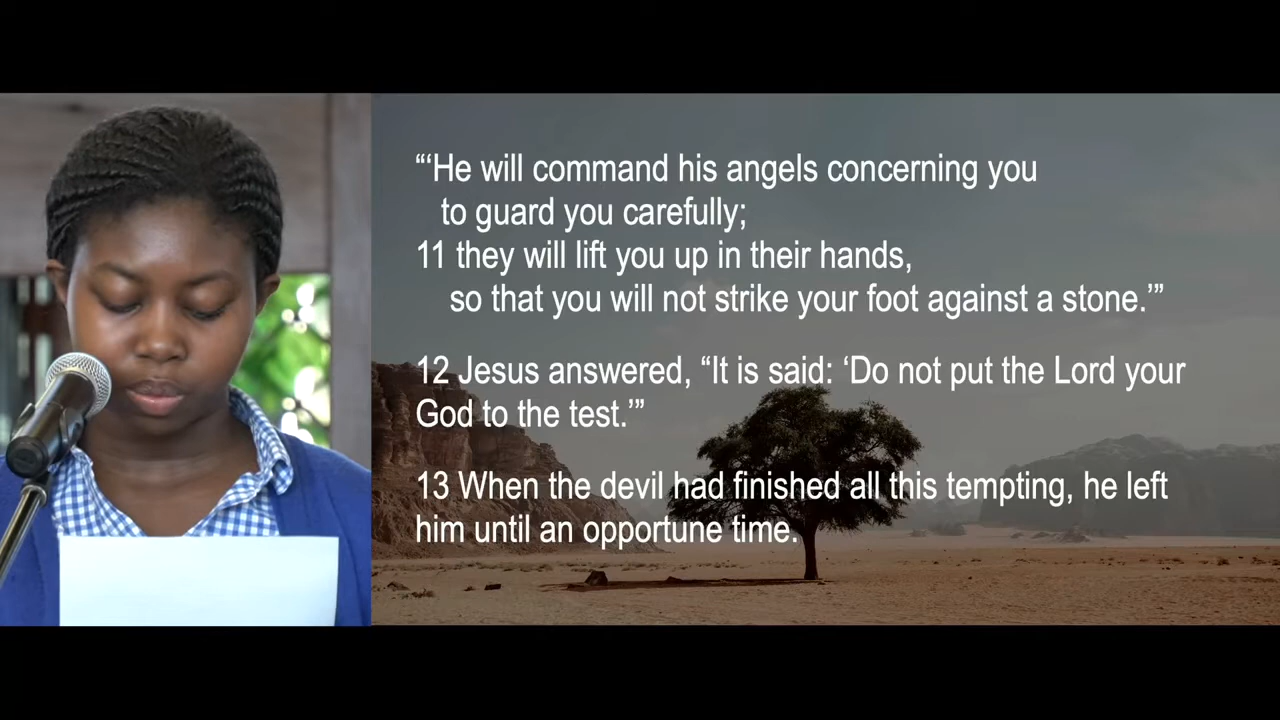 “‘He will command his angels concerning you
to guard you carefully;
11 they will lift you up in their hands,
so that you will not strike your foot against a stone.’”
12 Jesus answered, “It is said: ‘Do not put the Lord your
God to the test.’”
13 When the devil had finished all this tempting, he left
him until an opportune time.